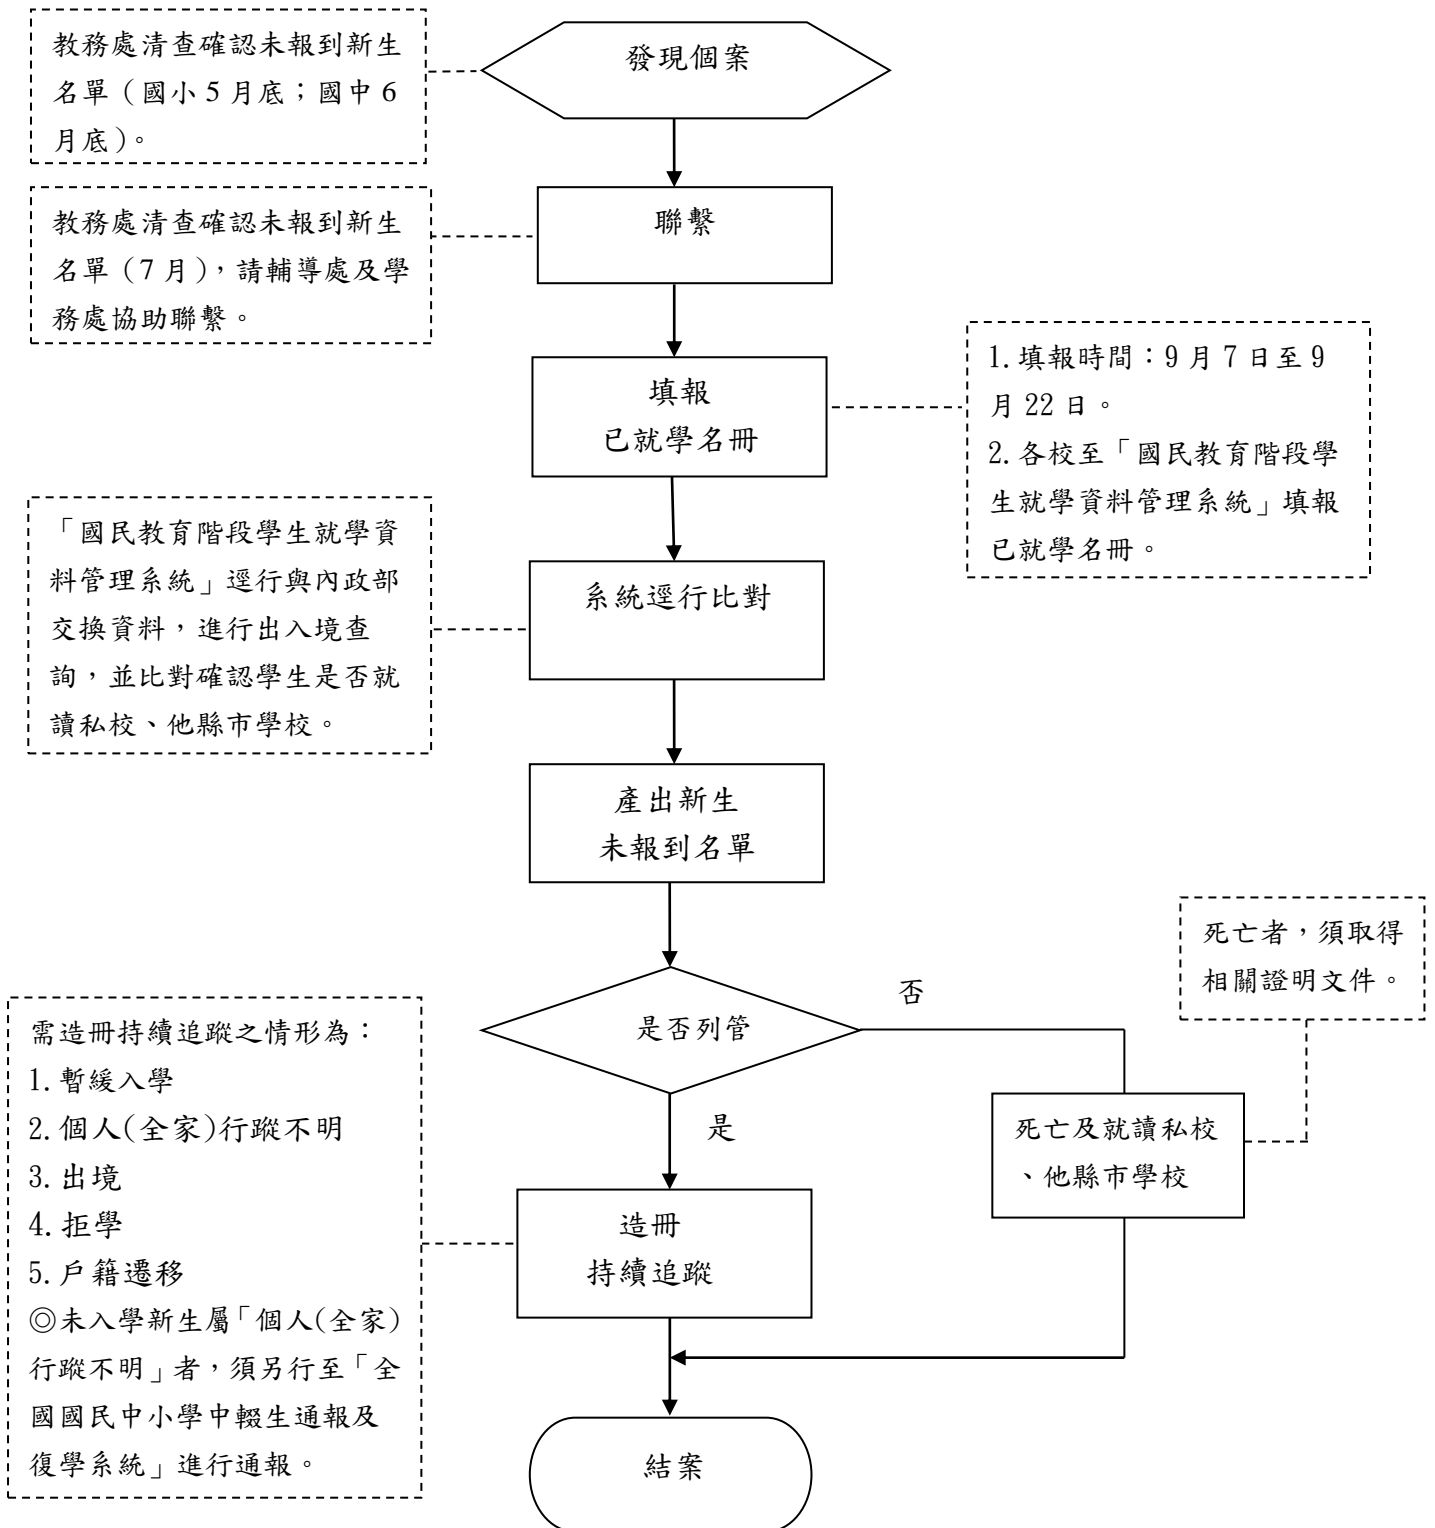 教務處清查確認未報到新生
名單（國小 5 月底；國中 6
月底）。
發現個案
教務處清查確認未報到新生
名單（7 月），請輔導處及學
務處協助聯繫。
聯繫
填報
已就學名冊
1.填報時間：9 月 7 日至 9
月 22 日。
2.各校至「國民教育階段學
生就學資料管理系統」填報
已就學名冊。
「國民教育階段學生就學資
料管理系統」逕行與內政部
交換資料，進行出入境查
詢，並比對確認學生是否就
讀私校、他縣市學校。
系統逕行比對
產出新生
未報到名單
死亡者，須取得
相關證明文件。
是否列管
否
是
死亡及就讀私校
、他縣市學校
需造冊持續追蹤之情形為：
1.暫緩入學
2.個人(全家)行蹤不明
3.出境
4.拒學
5.戶籍遷移
◎未入學新生屬「個人(全家)
行蹤不明」者，須另行至「全
國國民中小學中輟生通報及
復學系統」進行通報。
造冊
持續追蹤
結案